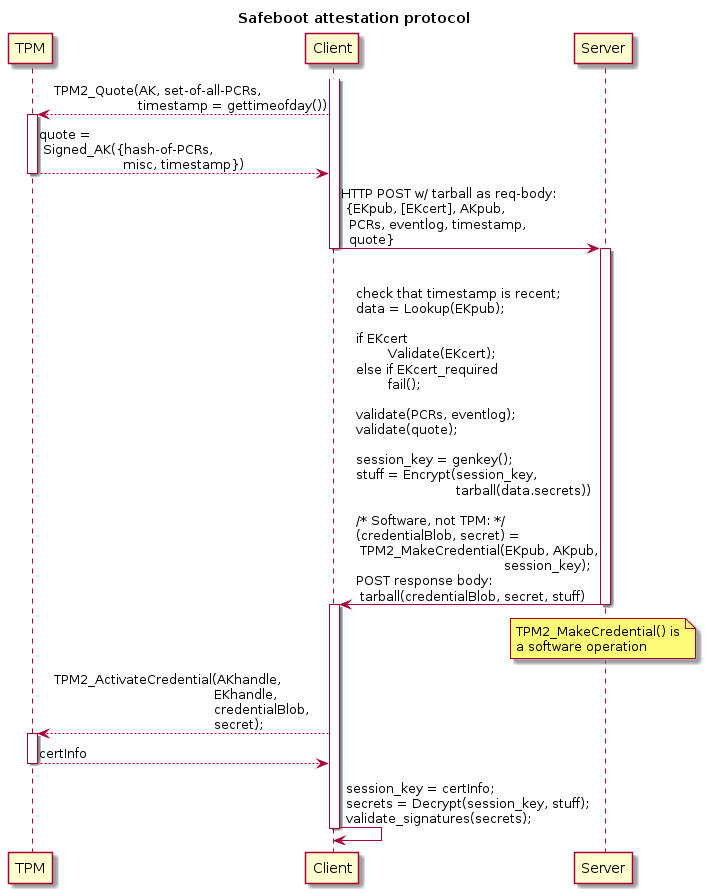 Safeboot attestation protocol
TPM
Client
Server
TPM2_Quote(AK, set-of-all-PCRs,
timestamp = gettimeofday())
quote =
Signed_AK({hash-of-PCRs,
misc, timestamp})
HTTP POST w/ tarball as req-body:
{EKpub, [EKcert], AKpub,
PCRs, eventlog, timestamp,
quote}
check that timestamp is recent;
data = Lookup(EKpub);
if EKcert
Validate(EKcert);
else if EKcert_required
fail();
validate(PCRs, eventlog);
validate(quote);
session_key = genkey();
stuff = Encrypt(session_key,
tarball(data.secrets))
/* Software, not TPM: */
(credentialBlob, secret) =
TPM2_MakeCredential(EKpub, AKpub,
session_key);
POST response body:
tarball(credentialBlob, secret, stuff)
TPM2_MakeCredential() is
a software operation
TPM2_ActivateCredential(AKhandle,
EKhandle,
credentialBlob,
secret);
certInfo
session_key = certInfo;
secrets = Decrypt(session_key, stuff);
validate_signatures(secrets);
TPM
Client
Server